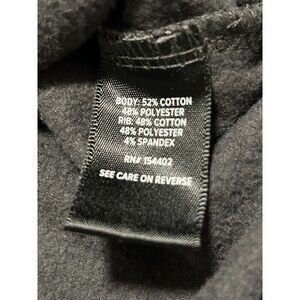 BODY: 52% COTTON
48% POLYESTER
RIB: 48% COTTON
48% POLYESTER
4% SPANDEX
RN# 154402
SEE CARE ON REVERSE